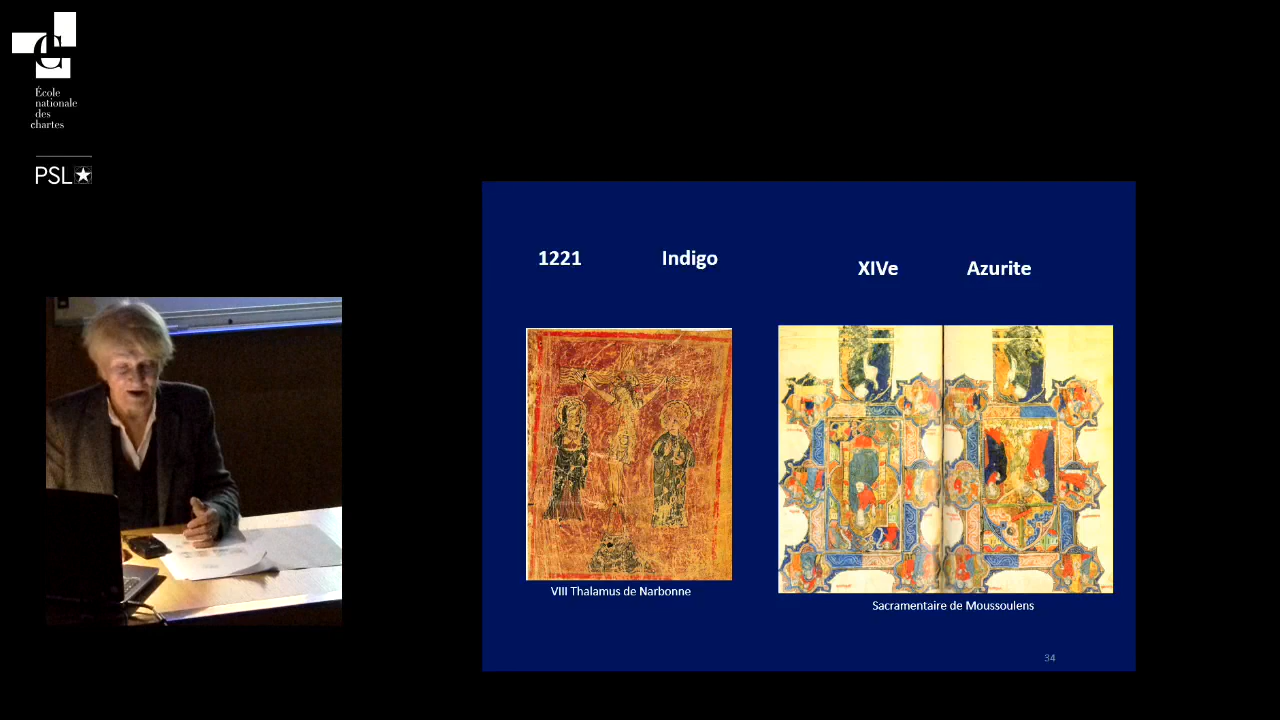 École
nationale
des
chartes
PSL
1221 Indigo
XIVe Azurite
VIII Thalamus de Narbonne
Sacramentaire de Moussoulens
34